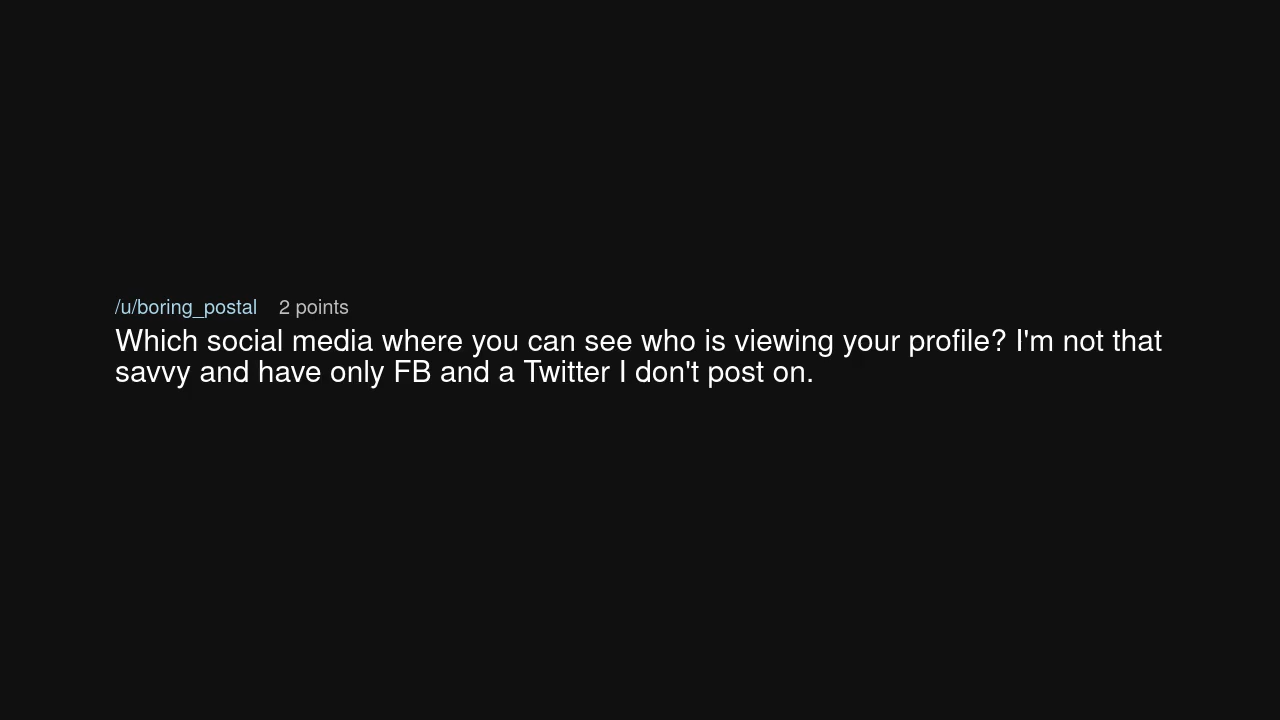 /u/boring_postal 2 points
Which social media where you can see who is viewing your profile? I'm not that
savvy and have only FB and a Twitter I don't post on.